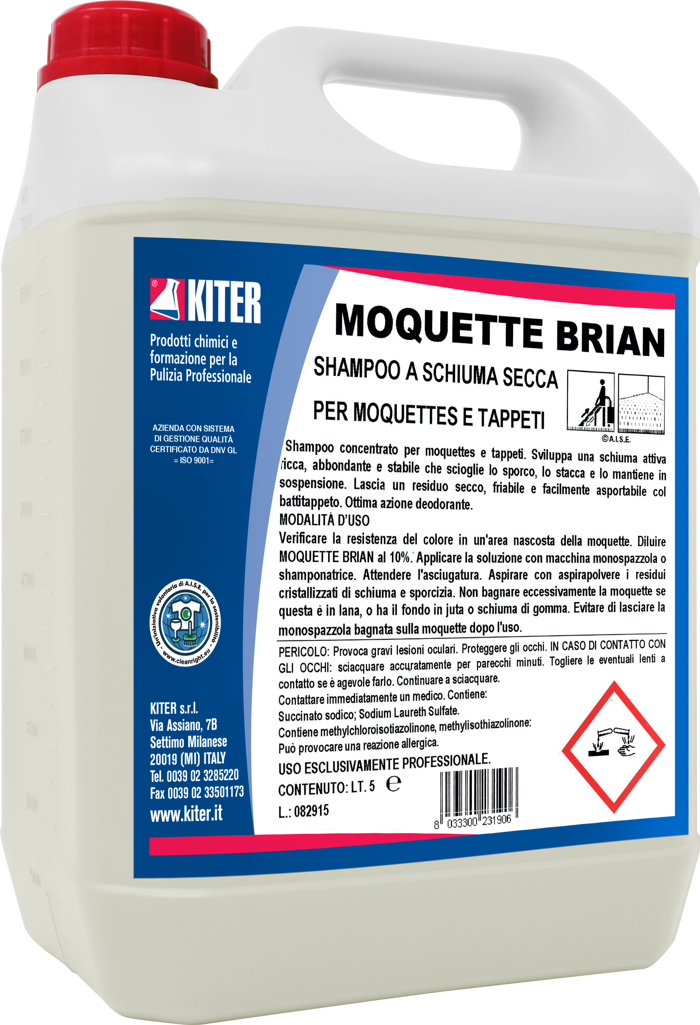 KITER
Prodotti chimici e
formazione per la
Pulizia Professionale
AZIENDA CON SISTEMA
DI GESTIONE QUALITÀ
CERTIFICATO DA DNV GL
= ISO 9001=
Un'iniziativa volontaria di A.I.S.E. per la sostenibilità
www.cleanright.eu
KITER s.r.l.
Via Assiano, 7B
Settimo Milanese
20019 (MI) ITALY
Tel. 0039 02 3285220
Fax 0039 02 33501173
www.kiter.it
MOQUETTE BRIAN
SHAMPOO A SCHIUMA SECCA
PER MOQUETTES E TAPPETI
©A.I.S.E.
Shampoo concentrato per moquettes e tappeti. Sviluppa una schiuma attiva
ricca, abbondante e stabile che scioglie lo sporco, lo stacca e lo mantiene in
sospensione. Lascia un residuo secco, friabile e facilmente asportabile col
battitappeto. Ottima azione deodorante.
MODALITÀ D'USO
Verificare la resistenza del colore in un'area nascosta della moquette. Diluire
MOQUETTE BRIAN al 10%. Applicare la soluzione con macchina monospazzola o
shamponatrice. Attendere l'asciugatura. Aspirare con aspirapolvere i residui
cristallizzati di schiuma e sporcizia. Non bagnare eccessivamente la moquette se
questa è in lana, o ha il fondo in juta o schiuma di gomma. Evitare di lasciare la
monospazzola bagnata sulla moquette dopo l'uso.
PERICOLO: Provoca gravi lesioni oculari. Proteggere gli occhi. IN CASO DI CONTATTO CON
GLI OCCHI: sciacquare accuratamente per parecchi minuti. Togliere le eventuali lenti a
contatto se è agevole farlo. Continuare a sciacquare.
Contattare immediatamente un medico. Contiene:
Succinato sodico; Sodium Laureth Sulfate.
Contiene methylchloroisotiazolinone, methylisothiazolinone:
Può provocare una reazione allergica.
USO ESCLUSIVAMENTE PROFESSIONALE.
CONTENUTO: LT. 5 CE
L.: 082915
8 033300 231906